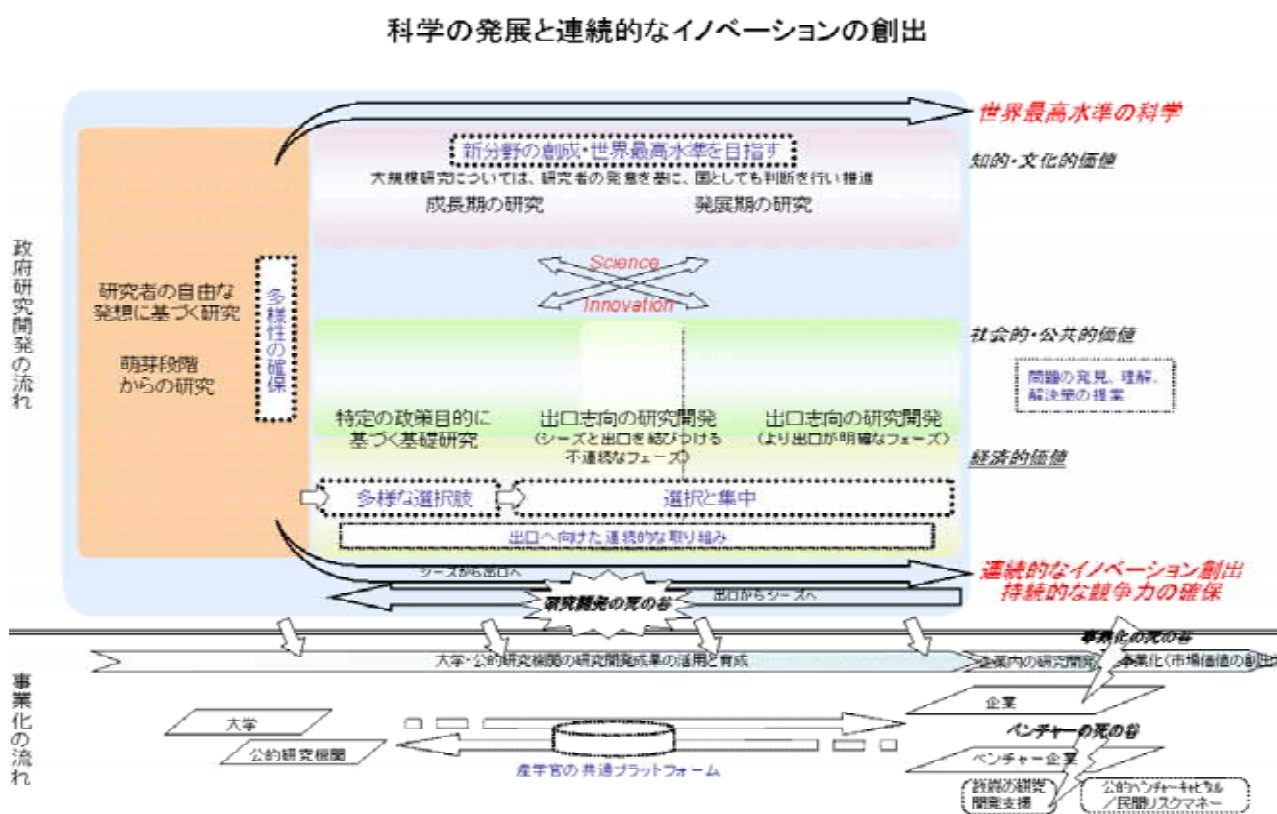 科学の発展と連続的なイノベーションの創出
世界最高水準の科学
新分野の創成・世界最高水準を目指す
知的・文化的価値
大規模研究については、研究者の発意を基に、国としても判断を行い推進
成長期の研究
発展期の研究
政府研究開発の流れ
Science
Innovation
研究者の自由な
発想に基づく研究
萌芽段階
からの研究
多様性の確保
社会的・公共的価値
問題の発見、理解、
解決策の提案
特定の政策目的に
基づく基礎研究
出口志向の研究開発
(シーズと出口を結びつける
不連続なフェーズ)
出口志向の研究開発
(より出口が明確なフェーズ)
経済的価値
多様な選択肢
選択と集中
出口へ向けた連続的な取り組み
シーズから出口へ
連続的なイノベーション創出
持続的な競争力の確保
研究開発の死の谷
出口からシーズへ
事業化の死の谷
大学・公的研究機関の研究開発成果の活用と育成
企業内の研究開発
事業化(市場価値の創出
事業化の流れ
大学
公的研究機関
産学官の共通プラットフォーム
企業
ベンチャーの死の谷
ベンチャー企業
政府の研究
開発支援
公的ベンチャーキャピタル
/民間リスクマネー